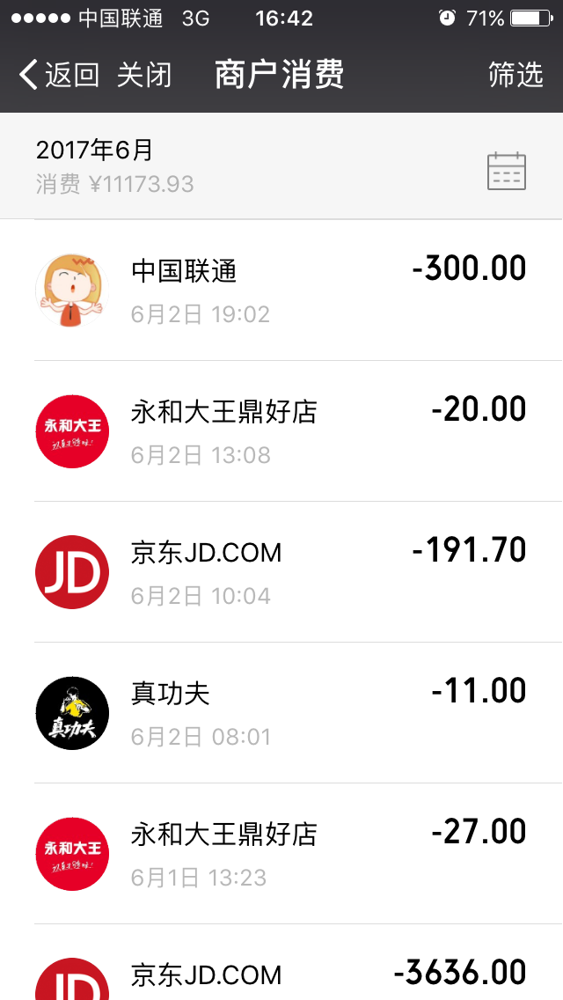 中国联通 3G 16:42 71%
返回 关闭 商户消费 筛选
2017年6月
消费 ¥11173.93
中国联通 -300.00
6月2日 19:02
永和大王
永和大王鼎好店 -20.00
6月2日 13:08
JD
京东JD.COM -191.70
6月2日 10:04
真功夫
真功夫 -11.00
6月2日 08:01
永和大王
永和大王鼎好店 -27.00
6月1日 13:23
JD
京东JD.COM -3636.00